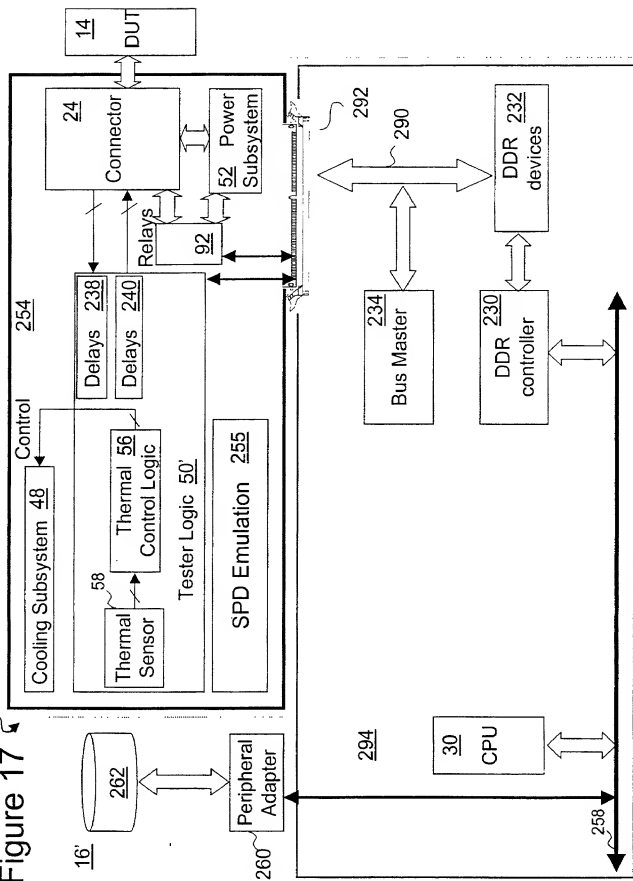 Figure 17
254
Cooling Subsystem 48
Control
58
Thermal
Sensor
Thermal 56
Control Logic
Delays 238
Delays 240
Tester Logic 50'
SPD Emulation 255
24
Connector
14
DUT
Relays
92
52 Power
Subsystem
16'
262
Peripheral
Adapter
260
292
290
294
30
CPU
234
Bus Master
230
DDR
controller
DDR 232
devices
258